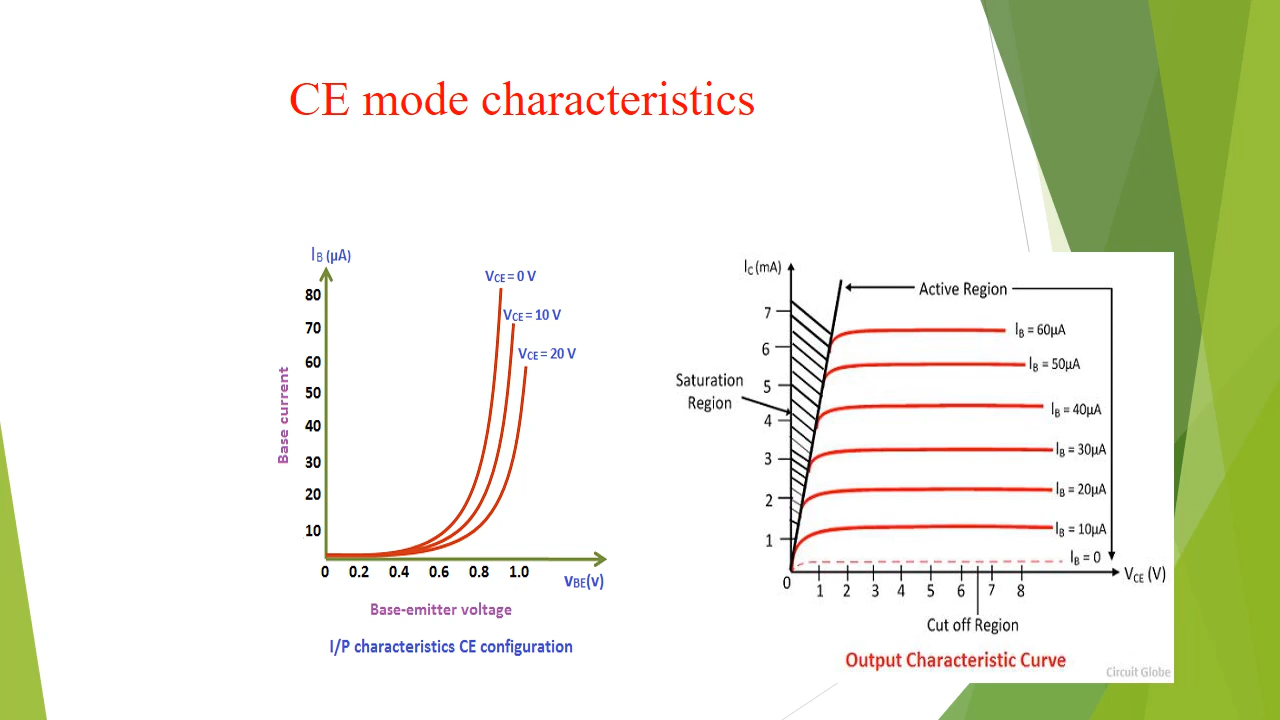 CE mode characteristics
IB (μA)
VCE = 0 V
VCE = 10 V
VCE = 20 V
80
70
60
50
40
30
20
10
Base current
0 0.2 0.4 0.6 0.8 1.0
VBE(v)
Base-emitter voltage
I/P characteristics CE configuration
IC (mA)
Active Region
7
6
5
4
3
2
1
Saturation
Region
IB = 60μA
IB = 50μA
IB = 40μA
IB = 30μA
IB = 20μA
IB = 10μA
IB = 0
0 1 2 3 4 5 6 7 8
VCE (V)
Cut off Region
Output Characteristic Curve
Circuit Globe